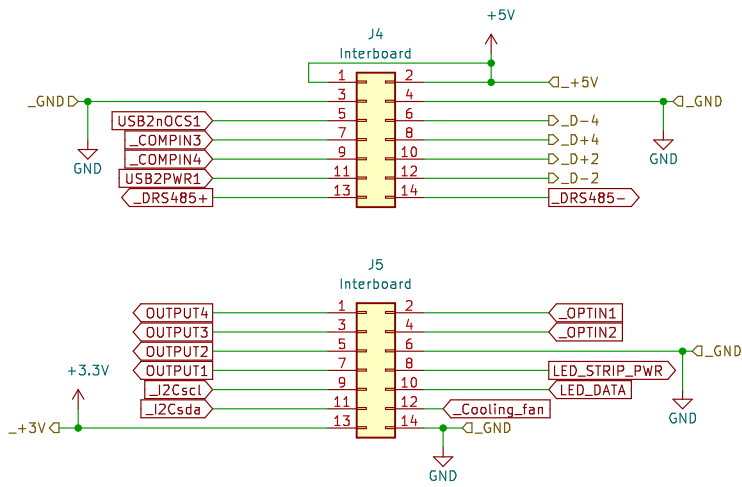 +5V
J4
Interboard
1 2 _+5V
_GND 3 4 _GND
USB2nOCS1 5 6 _D-4
_COMPIN3 7 8 _D+4
_COMPIN4 9 10 _D+2
USB2PWR1 11 12 _D-2
_DRS485+ 13 14 _DRS485-
GND GND
J5
Interboard
OUTPUT4 1 2 _OPTIN1
OUTPUT3 3 4 _OPTIN2
OUTPUT2 5 6 _GND
OUTPUT1 7 8 LED_STRIP_PWR
+3.3V
_I2Cscl 9 10 LED_DATA
_I2Csda 11 12 _Cooling_fan
GND
_+3V 13 14 _GND
GND